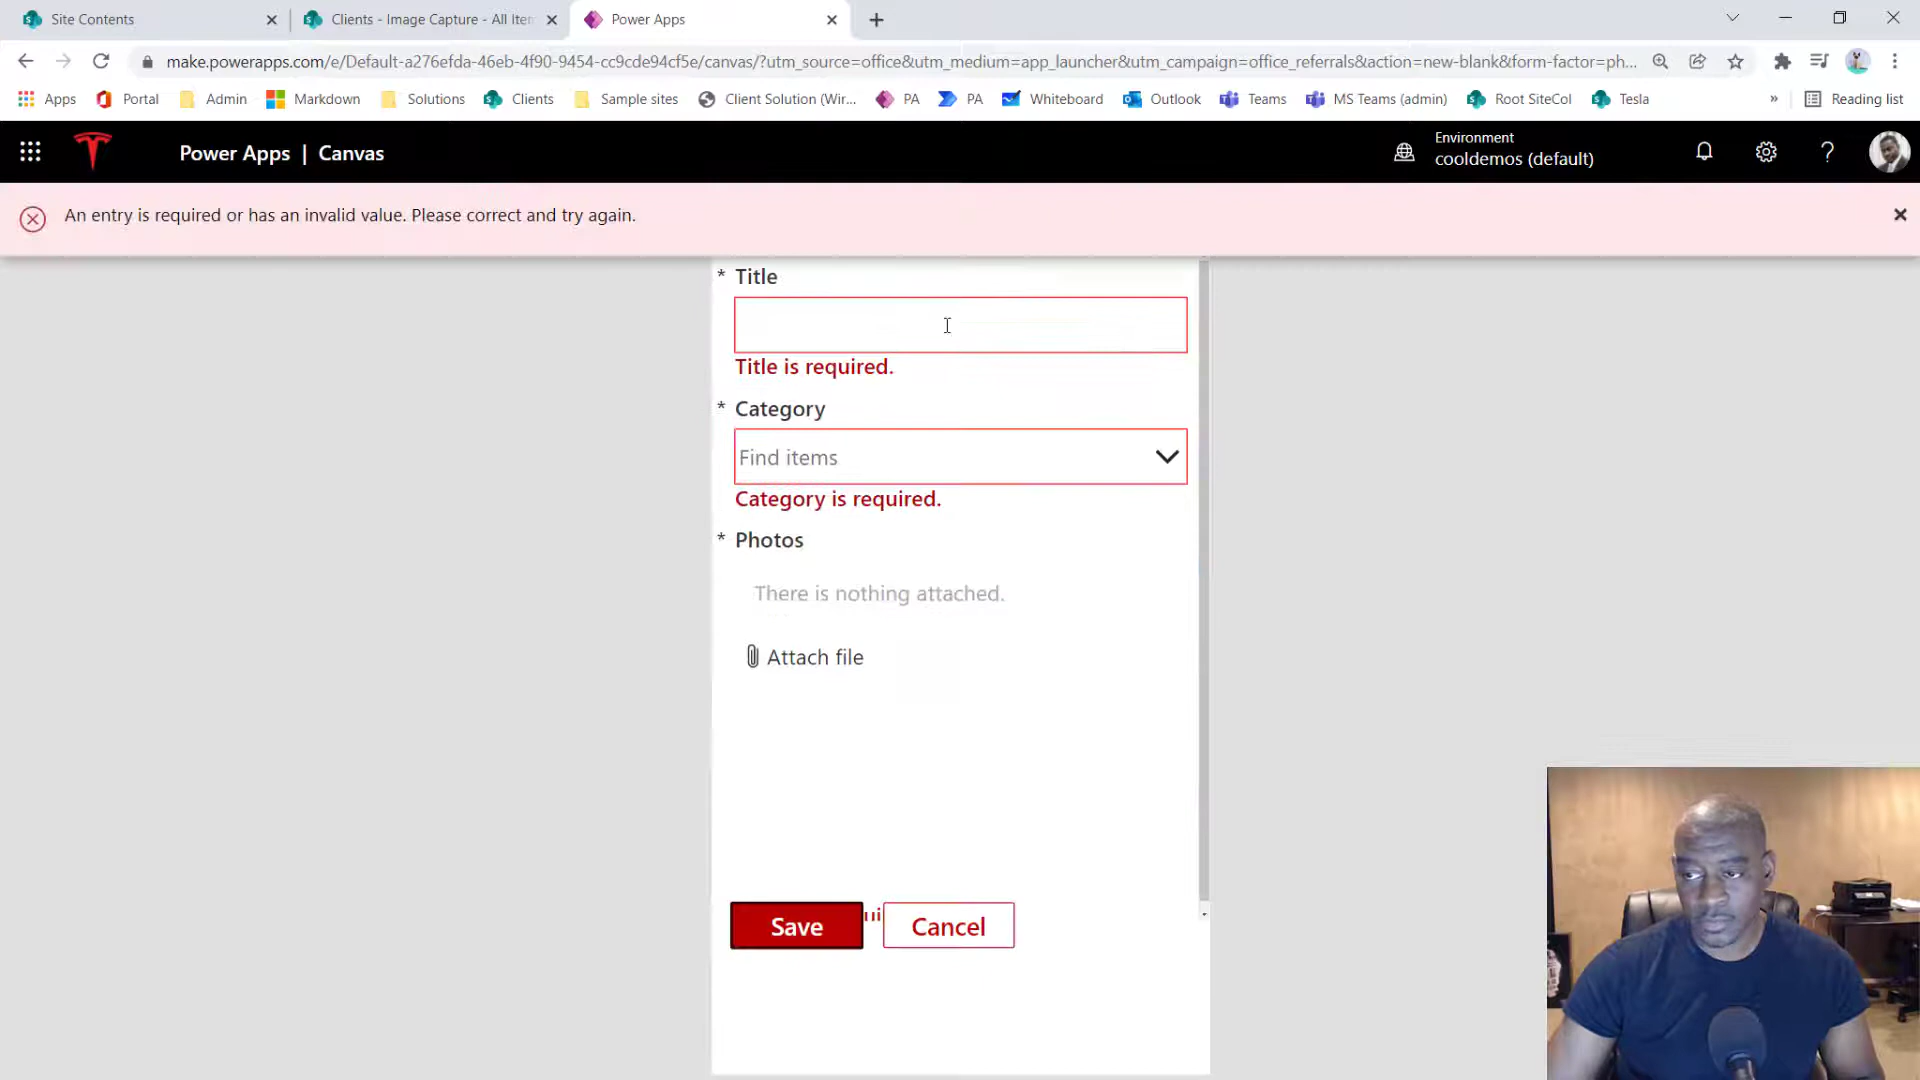 Site Contents
Clients - Image Capture - All Iter
Power Apps
make.powerapps.com/e/Default-a276efda-46eb-4f90-9454-cc9cde94cf5e/canvas/?utm_source=office&utm_medium=app_launcher&utm_campaign=office_referrals&action=new-blank&form-factor=ph...
Apps Portal Admin Markdown Solutions Clients Sample sites Client Solution (Wir... PA PA Whiteboard Outlook Teams MS Teams (admin) Root SiteCol Tesla » Reading list
Power Apps | Canvas
Environment
cooldemos (default)
An entry is required or has an invalid value. Please correct and try again.
* Title
Title is required.
* Category
Find items
Category is required.
* Photos
There is nothing attached.
Attach file
Save
Cancel